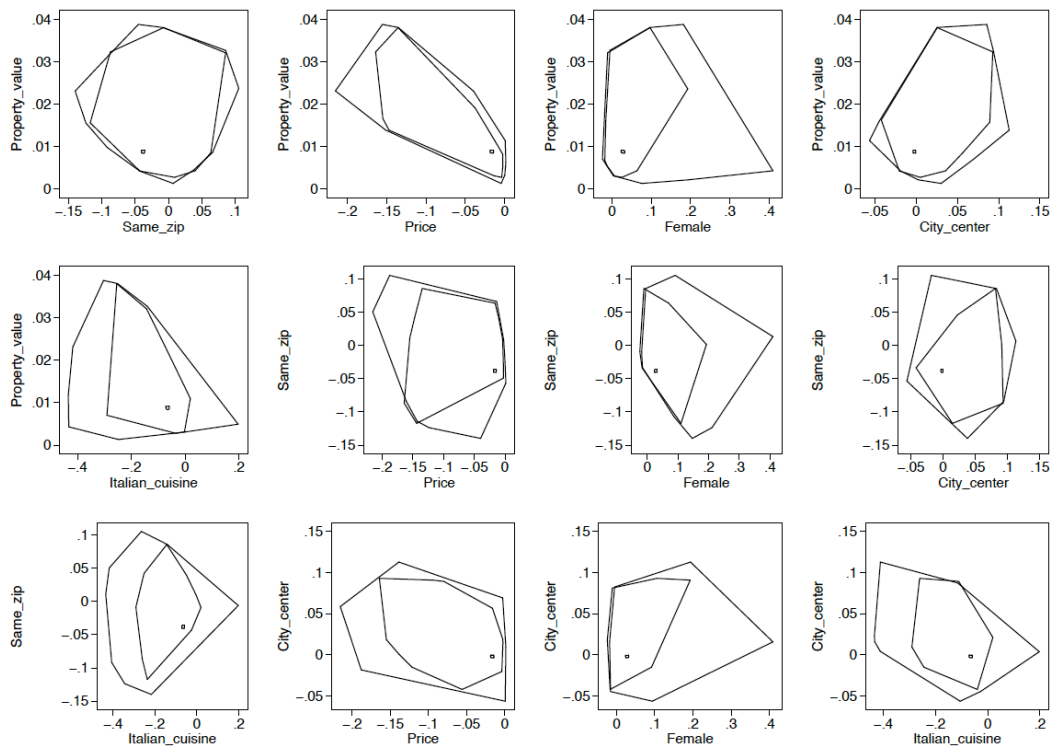 .04
.03
.02
.01
0
Property_value
-.15 -.1 -.05 0 .05 .1
Same_zip
.04
.03
.02
.01
0
Property_value
-.2 -.15 -.1 -.05 0
Price
.04
.03
.02
.01
0
Property_value
0 .1 .2 .3 .4
Female
.04
.03
.02
.01
0
Property_value
-.05 0 .05 .1 .15
City_center
.04
.03
.02
.01
0
Property_value
-.4 -.2 0 .2
Italian_cuisine
.1
.05
0
-.05
-.1
-.15
Same_zip
-.2 -.15 -.1 -.05 0
Price
.1
.05
0
-.05
-.1
-.15
Same_zip
0 .1 .2 .3 .4
Female
.1
.05
0
-.05
-.1
-.15
Same_zip
-.05 0 .05 .1 .15
City_center
.1
.05
0
-.05
-.1
-.15
Same_zip
-.4 -.2 0 .2
Italian_cuisine
.15
.1
.05
0
-.05
City_center
-.2 -.15 -.1 -.05 0
Price
.15
.1
.05
0
-.05
City_center
0 .1 .2 .3 .4
Female
.15
.1
.05
0
-.05
City_center
-.4 -.2 0 .2
Italian_cuisine